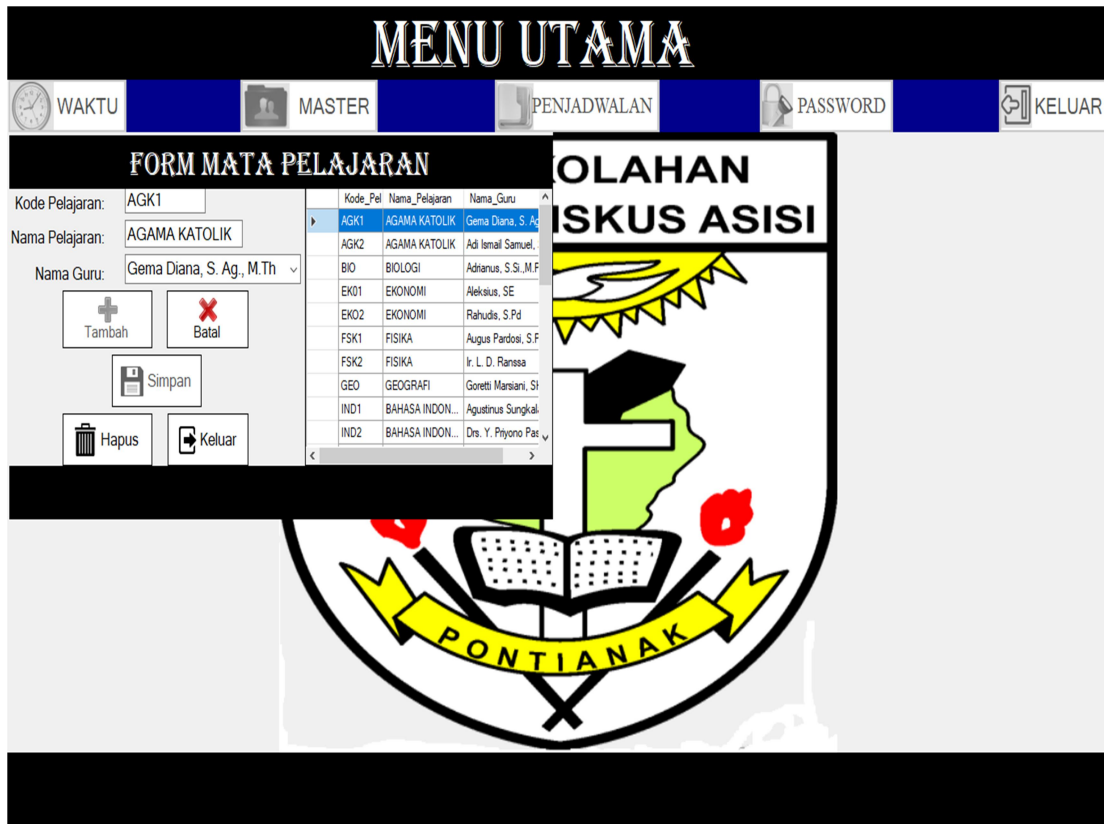 MENU UTAMA
WAKTU MASTER PENJADWALAN PASSWORD KELUAR
FORM MATA PELAJARAN
Kode Pelajaran: AGK1
Nama Pelajaran: AGAMA KATOLIK
Nama Guru: Gema Diana, S. Ag., M.Th
Tambah Batal
Simpan
Hapus Keluar
Kode_Pel Nama_Pelajaran Nama_Guru
AGK1 AGAMA KATOLIK Gema Diana, S. Ag
AGK2 AGAMA KATOLIK Adi Ismail Samuel,
BIO BIOLOGI Adrianus, S.Si.,M.P
EK01 EKONOMI Aleksius, SE
EKO2 EKONOMI Rahudis, S.Pd
FSK1 FISIKA Augus Pardosi, S.P
FSK2 FISIKA Ir. L. D. Ranssa
GEO GEOGRAFI Goretti Marsiani, SH
IND1 BAHASA INDON... Agustinus Sungkal
IND2 BAHASA INDON... Drs. Y. Priyono Pas
KOLAHAN
ISKUS ASISI
PONTIANAK